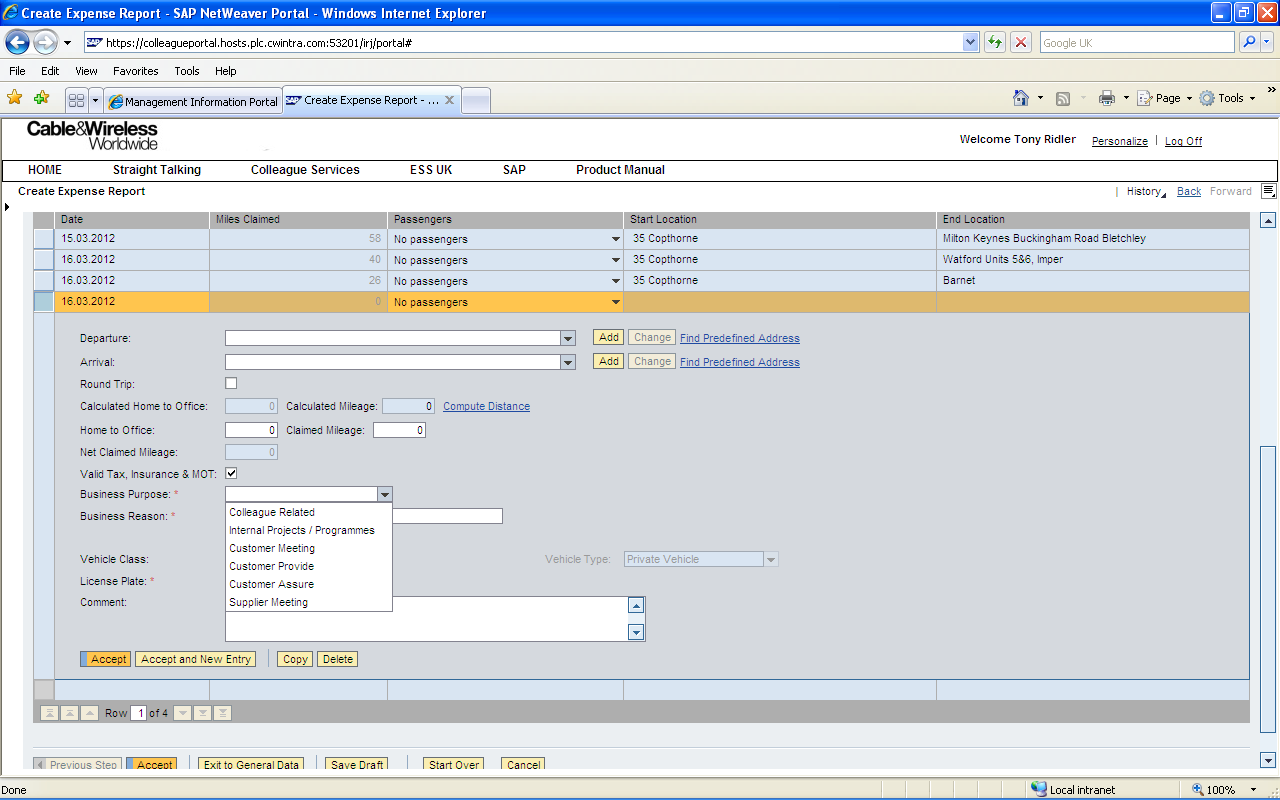 Create Expense Report - SAP NetWeaver Portal - Windows Internet Explorer
https://colleagueportal.hosts.plc.cwintra.com:53201/irj/portal#
Google UK
File Edit View Favorites Tools Help
Management Information Portal
Create Expense Report - ...
Page Tools
Cable&Wireless
Worldwide
Welcome Tony Ridler Personalize | Log Off
HOME Straight Talking Colleague Services ESS UK SAP Product Manual
Create Expense Report
| History Back Forward
Date Miles Claimed Passengers Start Location End Location
15.03.2012 58 No passengers 35 Copthorne Milton Keynes Buckingham Road Bletchley
16.03.2012 40 No passengers 35 Copthorne Watford Units 5&6, Imper
16.03.2012 26 No passengers 35 Copthorne Barnet
16.03.2012 0 No passengers
Departure: Add Change Find Predefined Address
Arrival: Add Change Find Predefined Address
Round Trip:
Calculated Home to Office: 0 Calculated Mileage: 0 Compute Distance
Home to Office: 0 Claimed Mileage: 0
Net Claimed Mileage: 0
Valid Tax, Insurance & MOT:
Business Purpose: *
Colleague Related
Business Reason: *
Internal Projects / Programmes
Customer Meeting
Vehicle Class: Vehicle Type: Private Vehicle
Customer Provide
License Plate: *
Customer Assure
Comment:
Supplier Meeting
Accept Accept and New Entry Copy Delete
Row 1 of 4
Previous Step Accept Exit to General Data Save Draft Start Over Cancel
Done Local intranet 100%